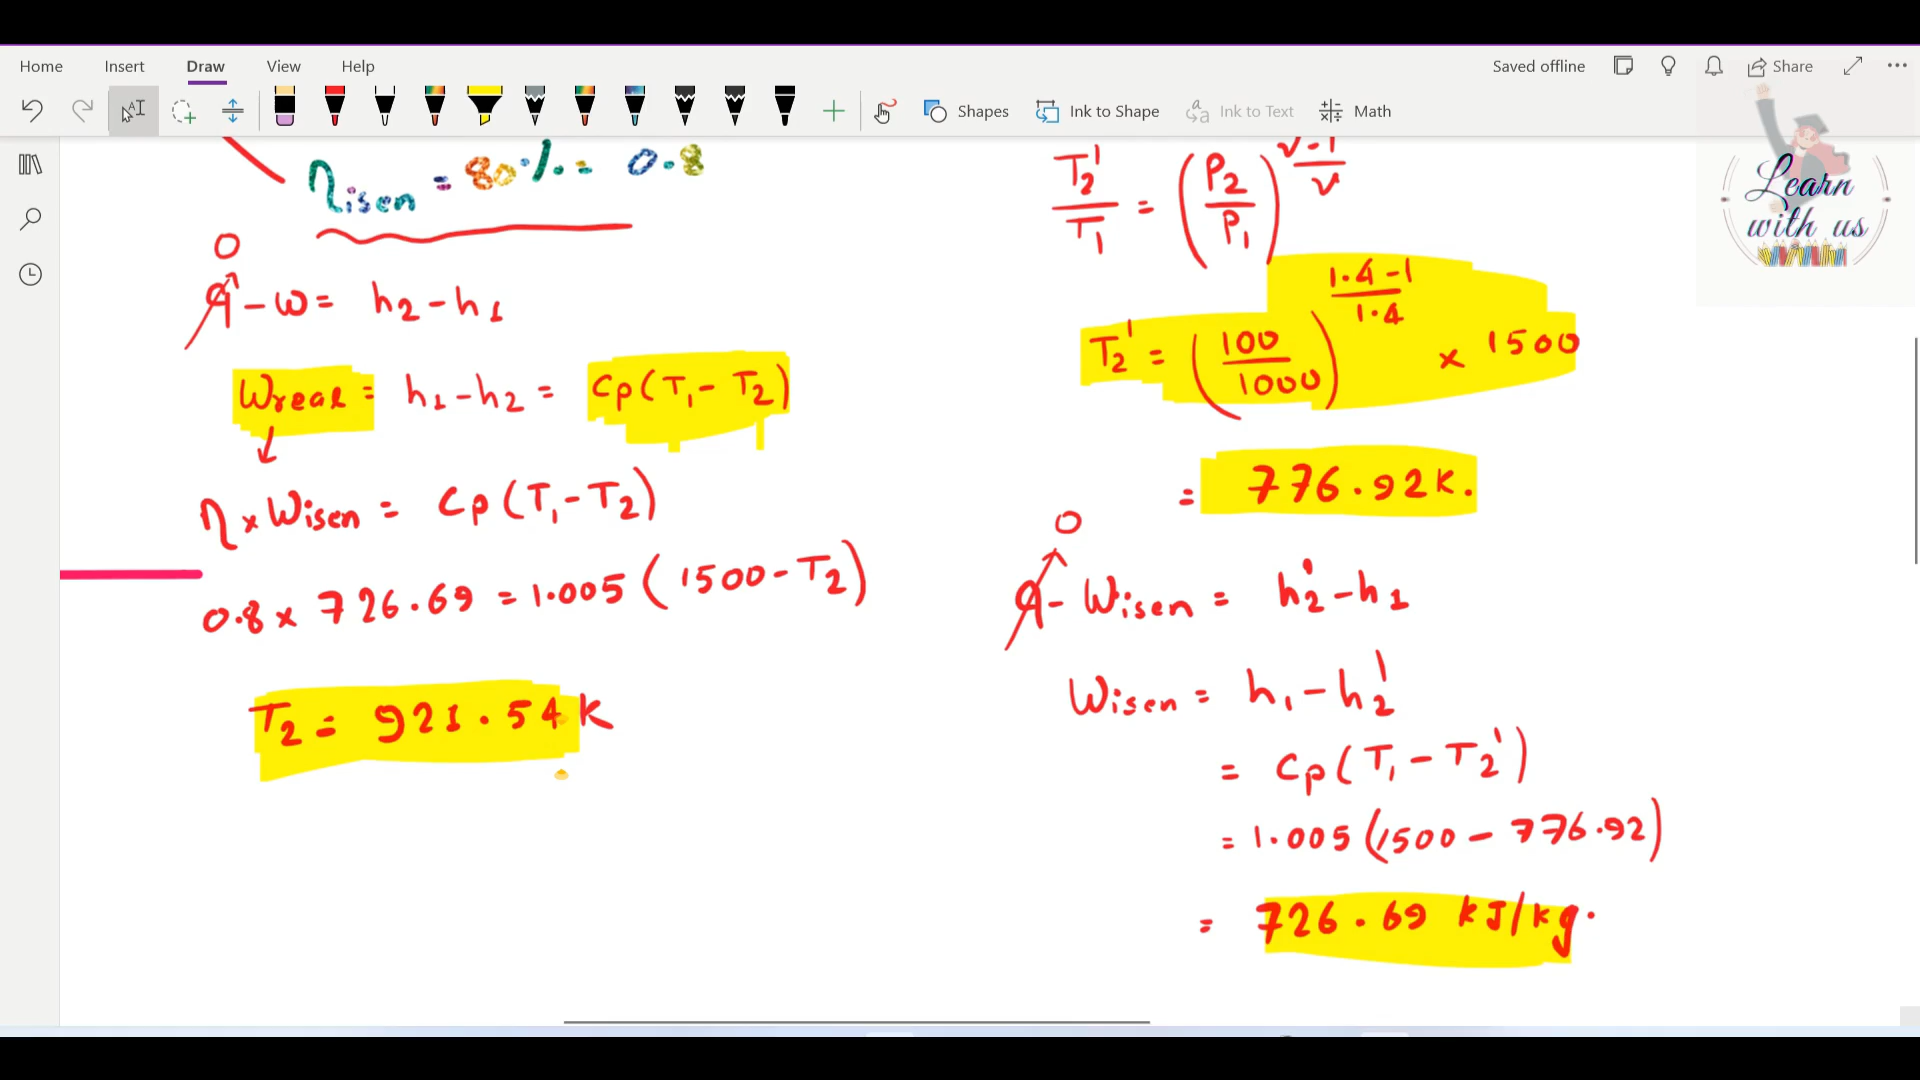 Home Insert Draw View Help Saved offline Share
Shapes Ink to Shape Ink to Text Math
Learn with us
ηisen = 80% = 0.8
0
q - w = h2 - h1
Wreal = h1 - h2 = Cp(T1 - T2)
η × Wisen = Cp(T1 - T2)
0.8 × 726.69 = 1.005 (1500 - T2)
T2 = 921.54 K
T2'/T1 = (P2/P1)^(γ-1/γ)
T2' = (100/1000)^(1.4-1/1.4) × 1500
= 776.92 K.
0
q - Wisen = h2' - h1
Wisen = h1 - h2'
= Cp(T1 - T2')
= 1.005 (1500 - 776.92)
= 726.69 kJ/kg.